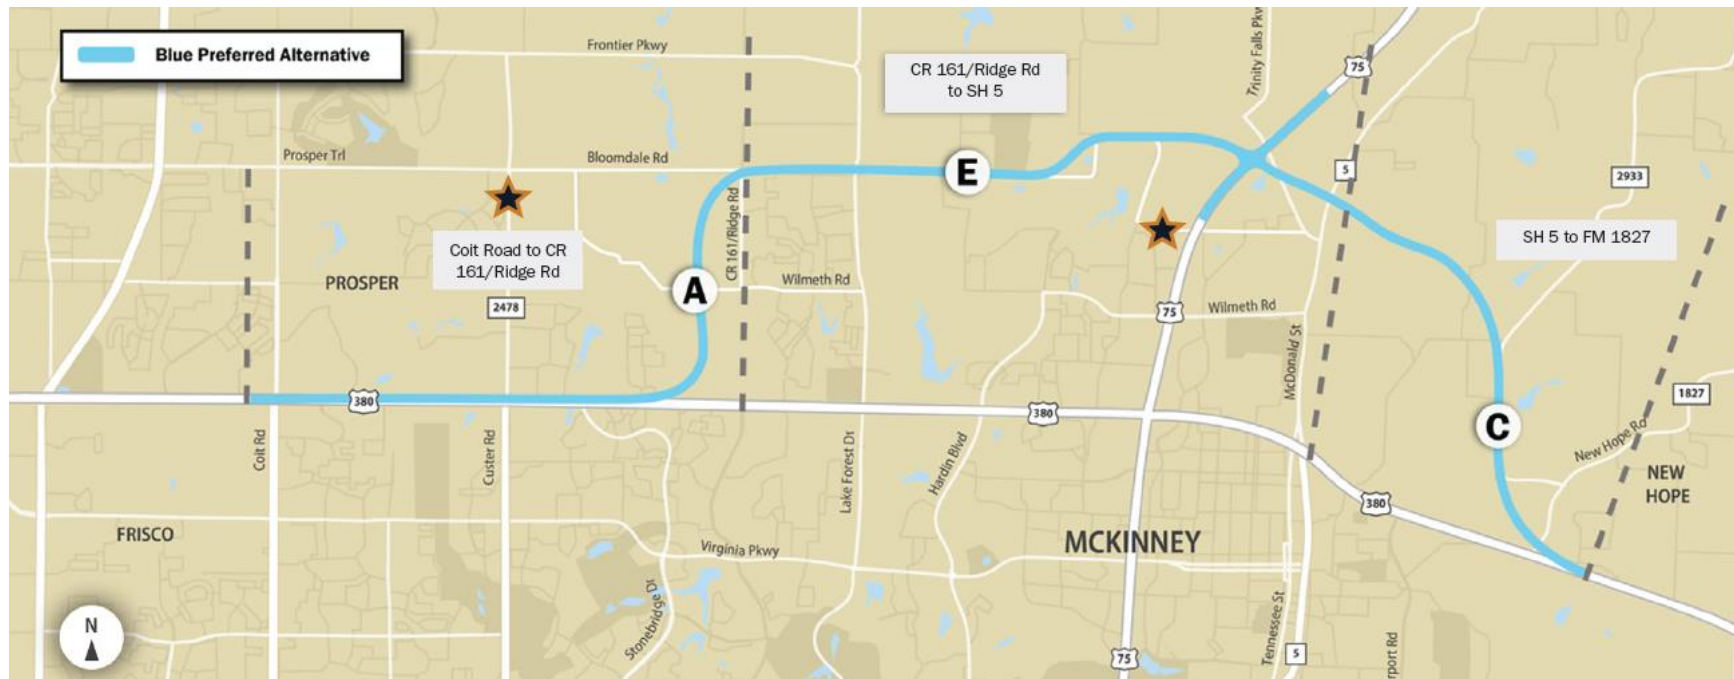 Blue Preferred Alternative
Frontier Pkwy
CR 161/Ridge Rd
to SH 5
Trinity Falls Pkwy
75
Prosper Trl
Bloomdale Rd
E
5
2933
Coit Road to CR
161/Ridge Rd
CR 161/Ridge Rd
SH 5 to FM 1827
PROSPER
A
Wilmeth Rd
2478
75
Wilmeth Rd
McDonald St
380
380
1827
C
New Hope Rd
Coit Rd
Custer Rd
Lake Forest Dr
Hardin Blvd
NEW
HOPE
380
FRISCO
Virginia Pkwy
MCKINNEY
Stonebridge Dr
Tennessee St
N
75
5
rport Rd